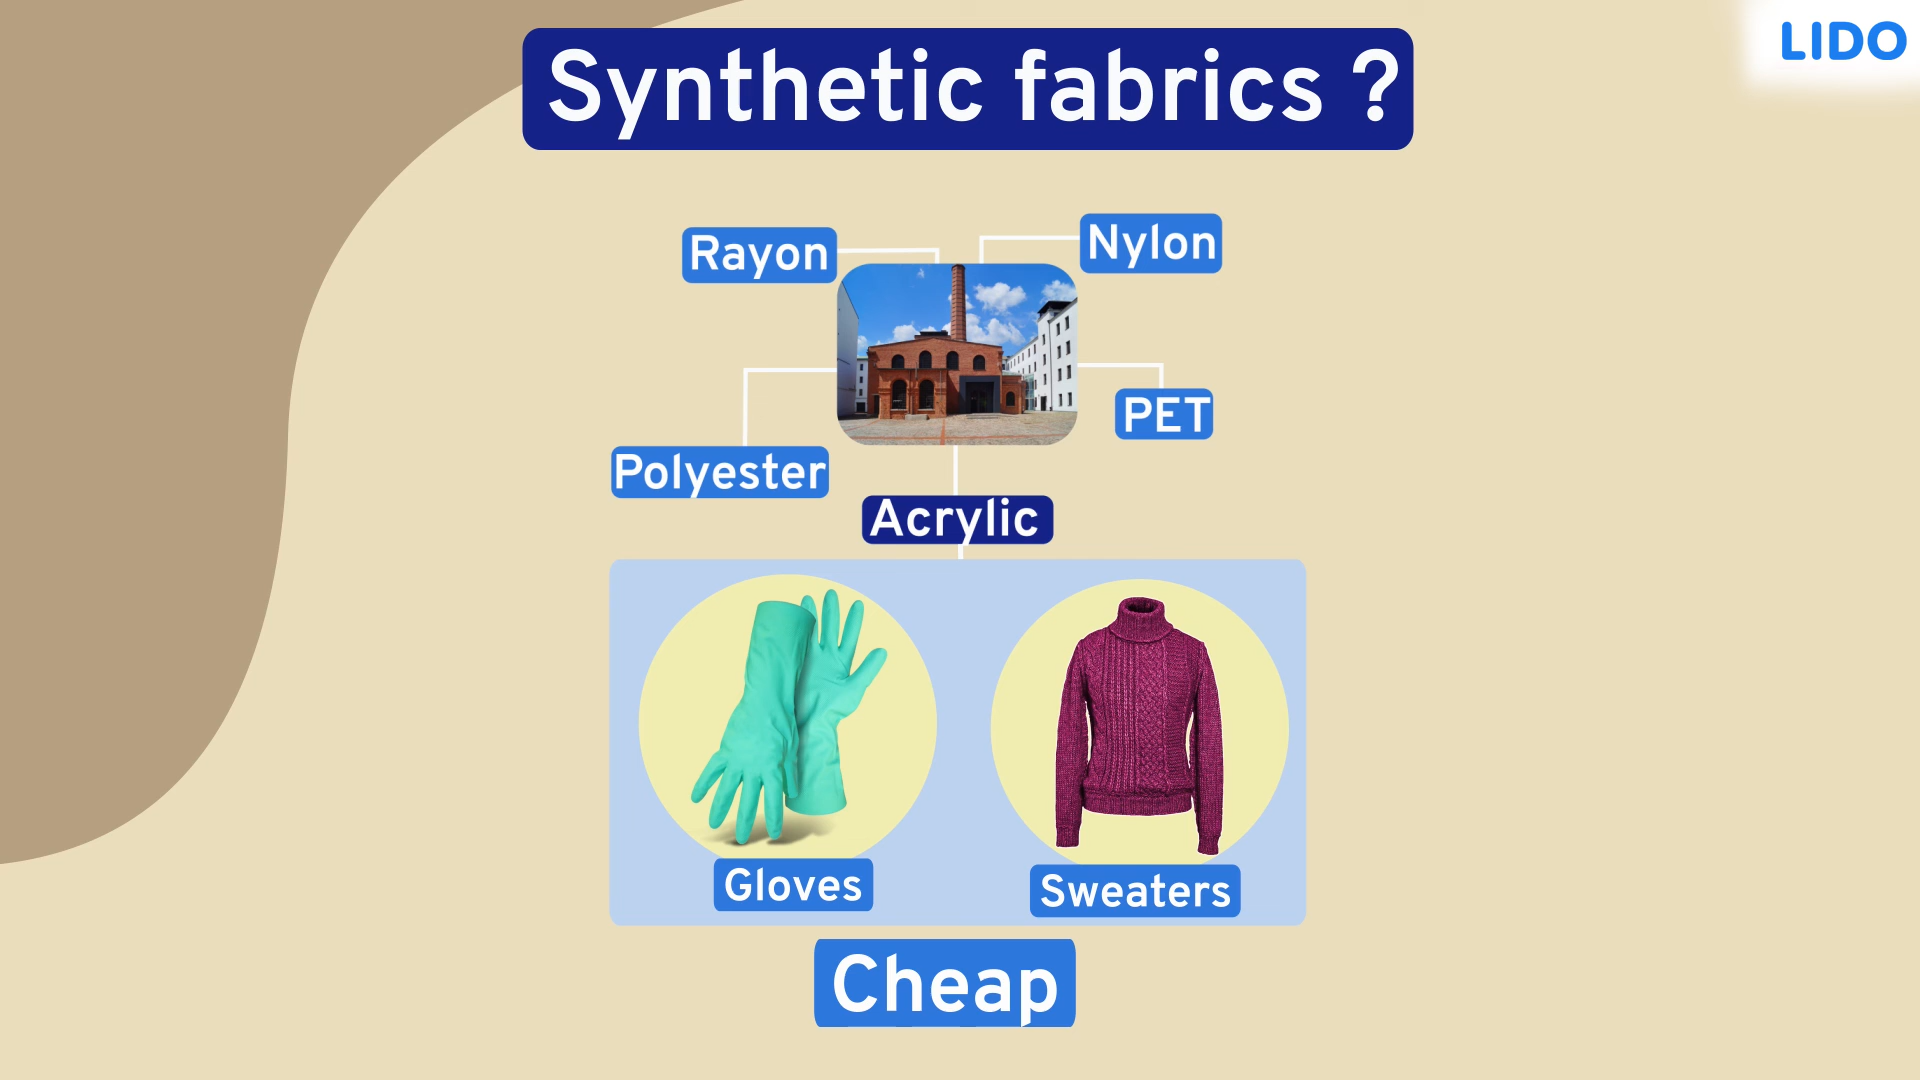 LIDO
Synthetic fabrics ?
Rayon
Nylon
PET
Polyester
Acrylic
Gloves
Sweaters
Cheap